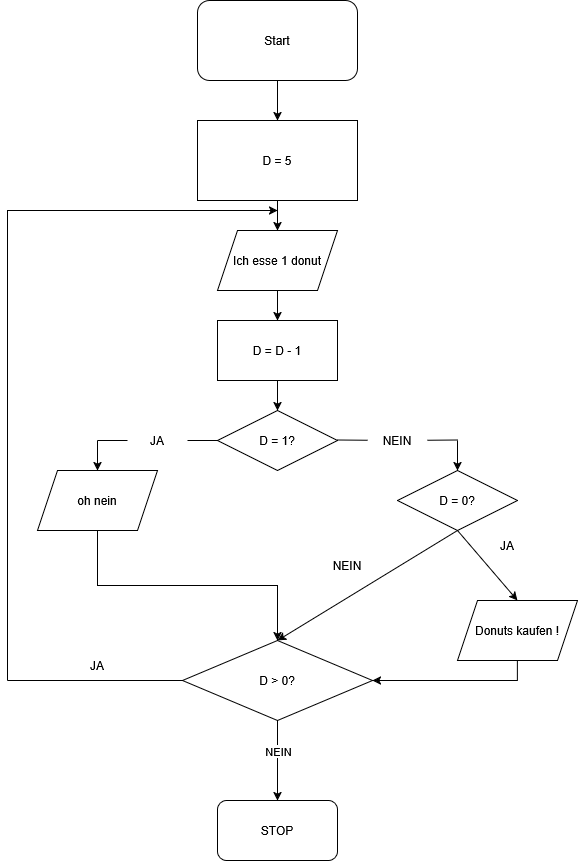 Start
D = 5
Ich esse 1 donut
D = D - 1
D = 1?
JA
NEIN
oh nein
D = 0?
NEIN
JA
Donuts kaufen !
D > 0?
JA
NEIN
STOP